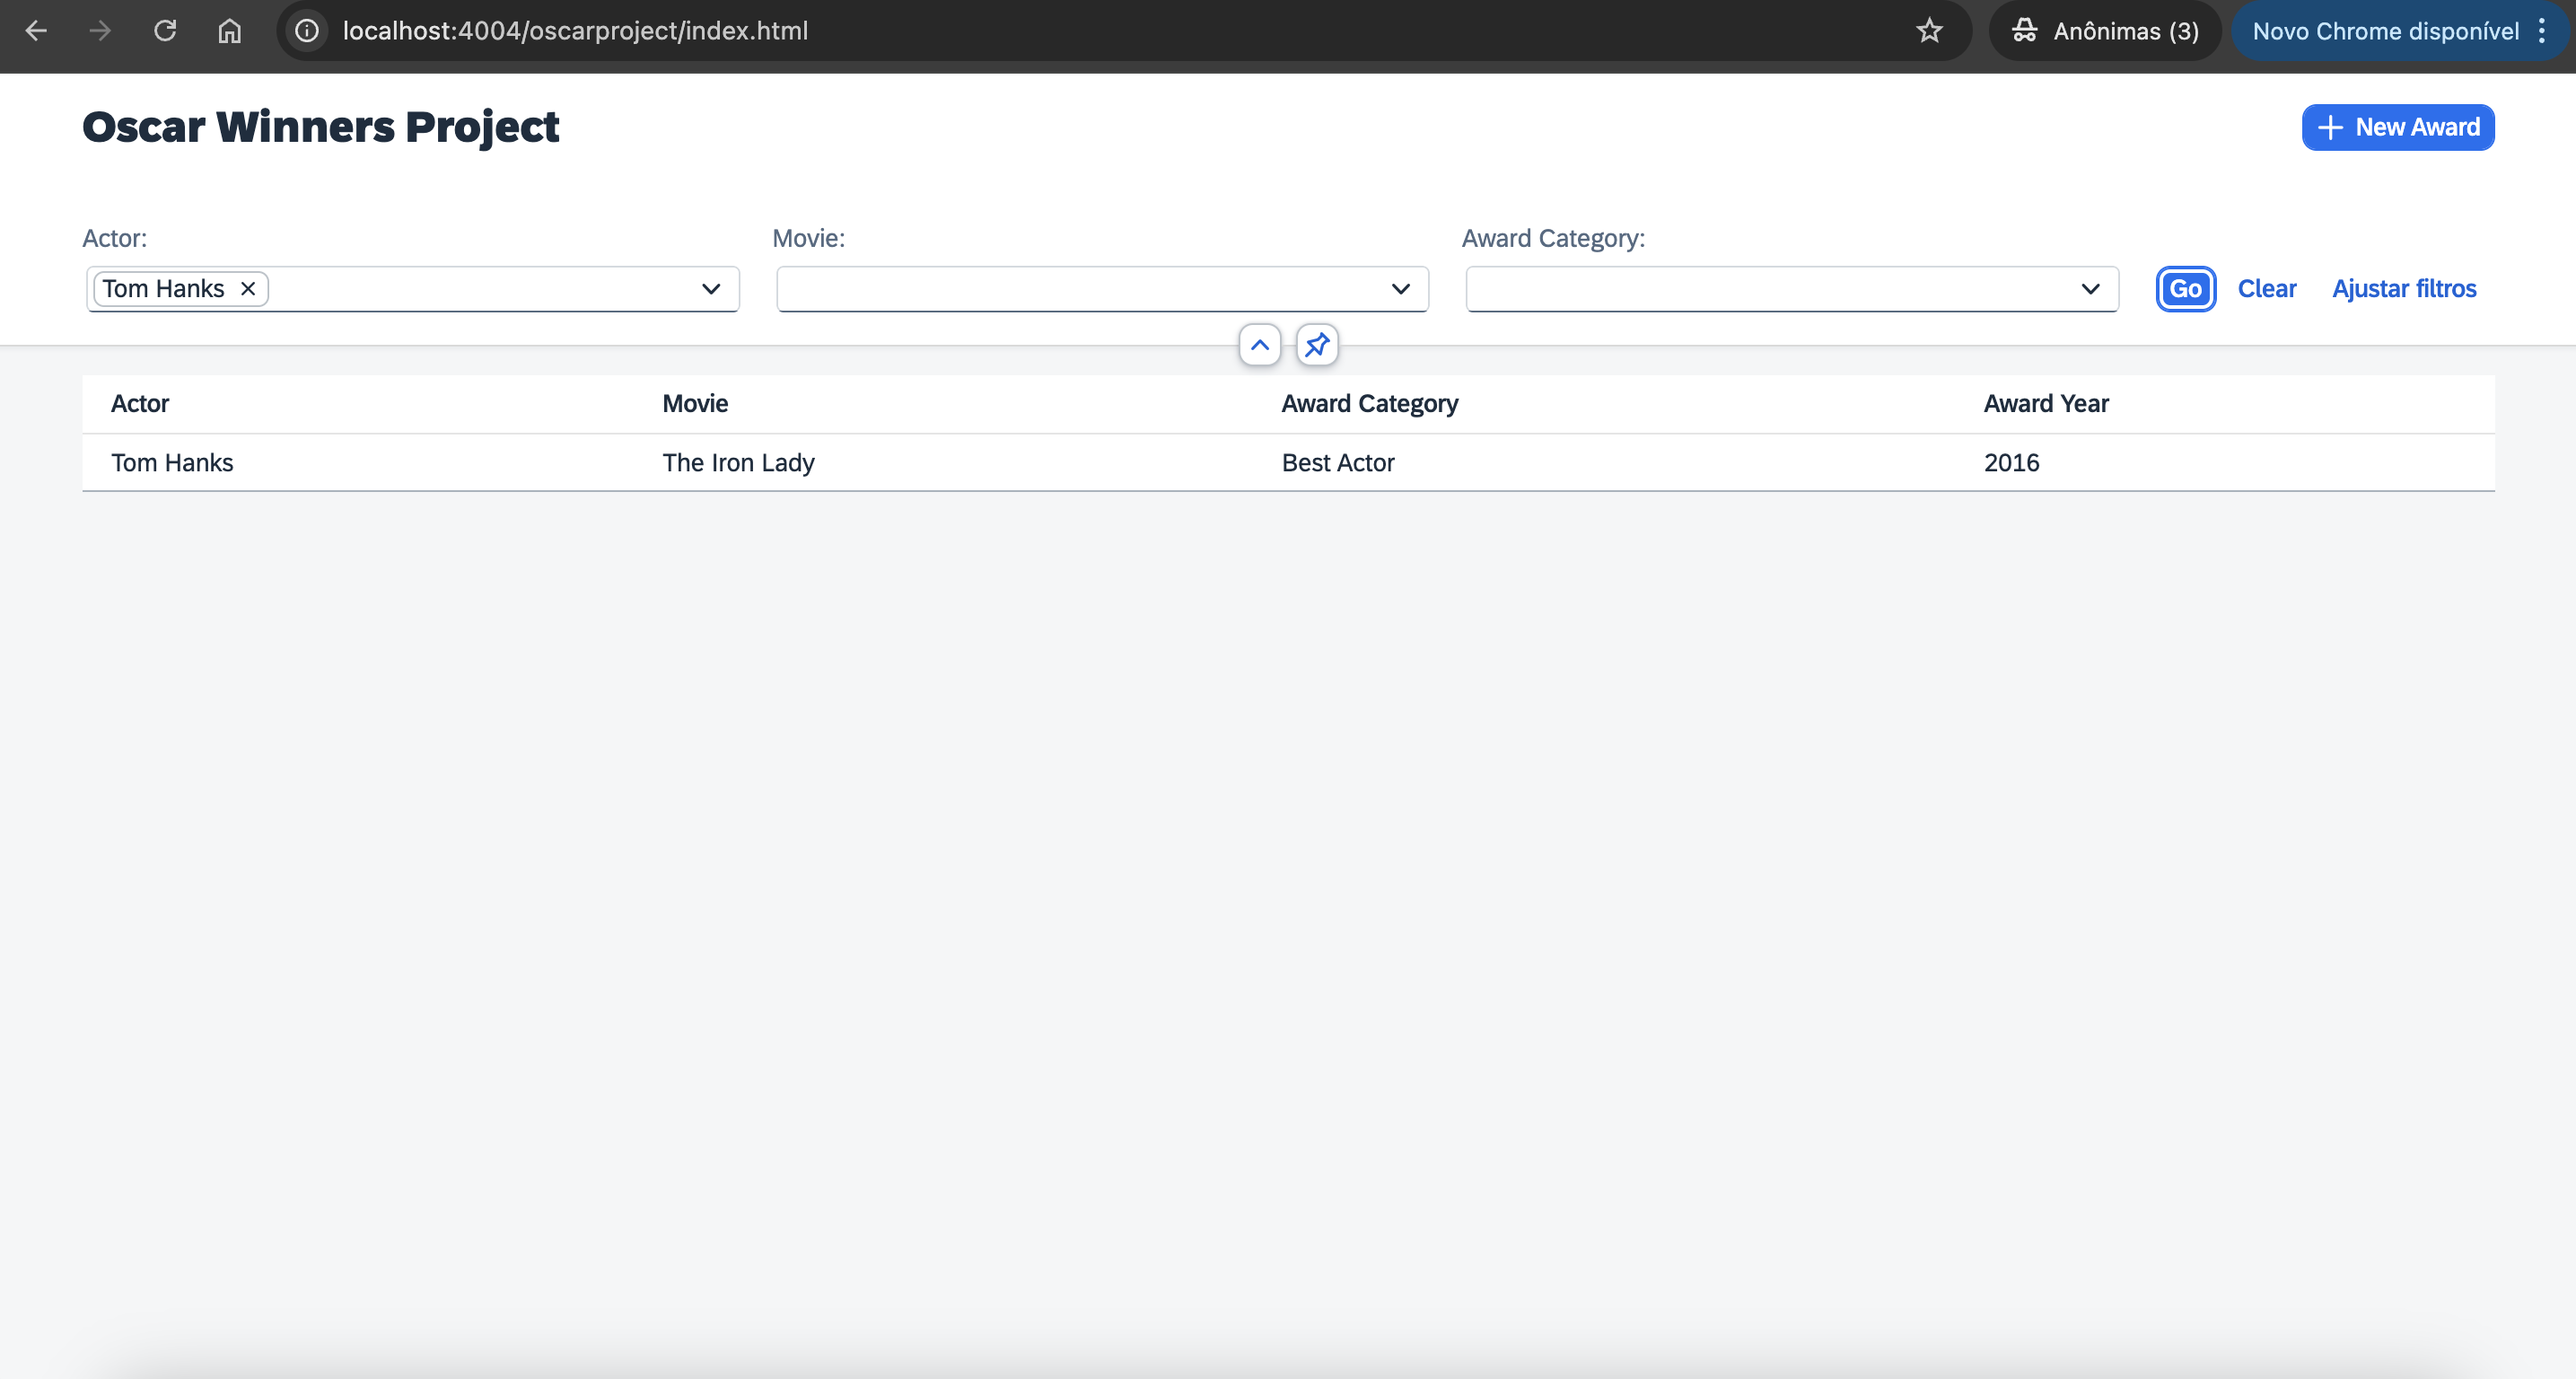 localhost:4004/oscarproject/index.html
Anônimas (3)
Novo Chrome disponível
Oscar Winners Project
New Award
Actor:
Movie:
Award Category:
Tom Hanks
Go
Clear
Ajustar filtros
Actor Movie Award Category Award Year
Tom Hanks The Iron Lady Best Actor 2016